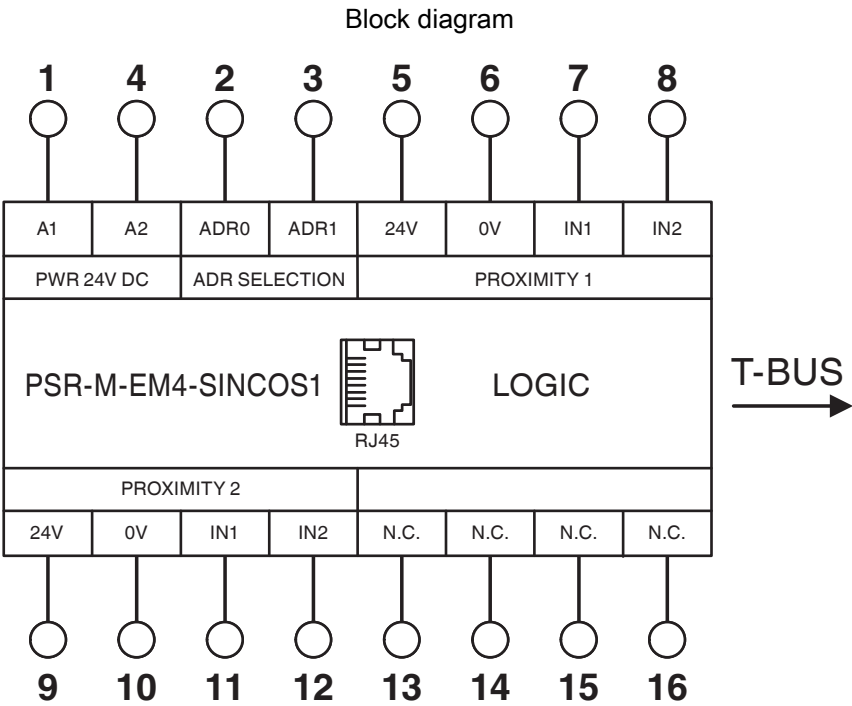 Block diagram
1 4 2 3 5 6 7 8
A1 A2 ADR0 ADR1 24V 0V IN1 IN2
PWR 24V DC ADR SELECTION PROXIMITY 1
PSR-M-EM4-SINCOS1 LOGIC T-BUS
RJ45
PROXIMITY 2
24V 0V IN1 IN2 N.C. N.C. N.C. N.C.
9 10 11 12 13 14 15 16